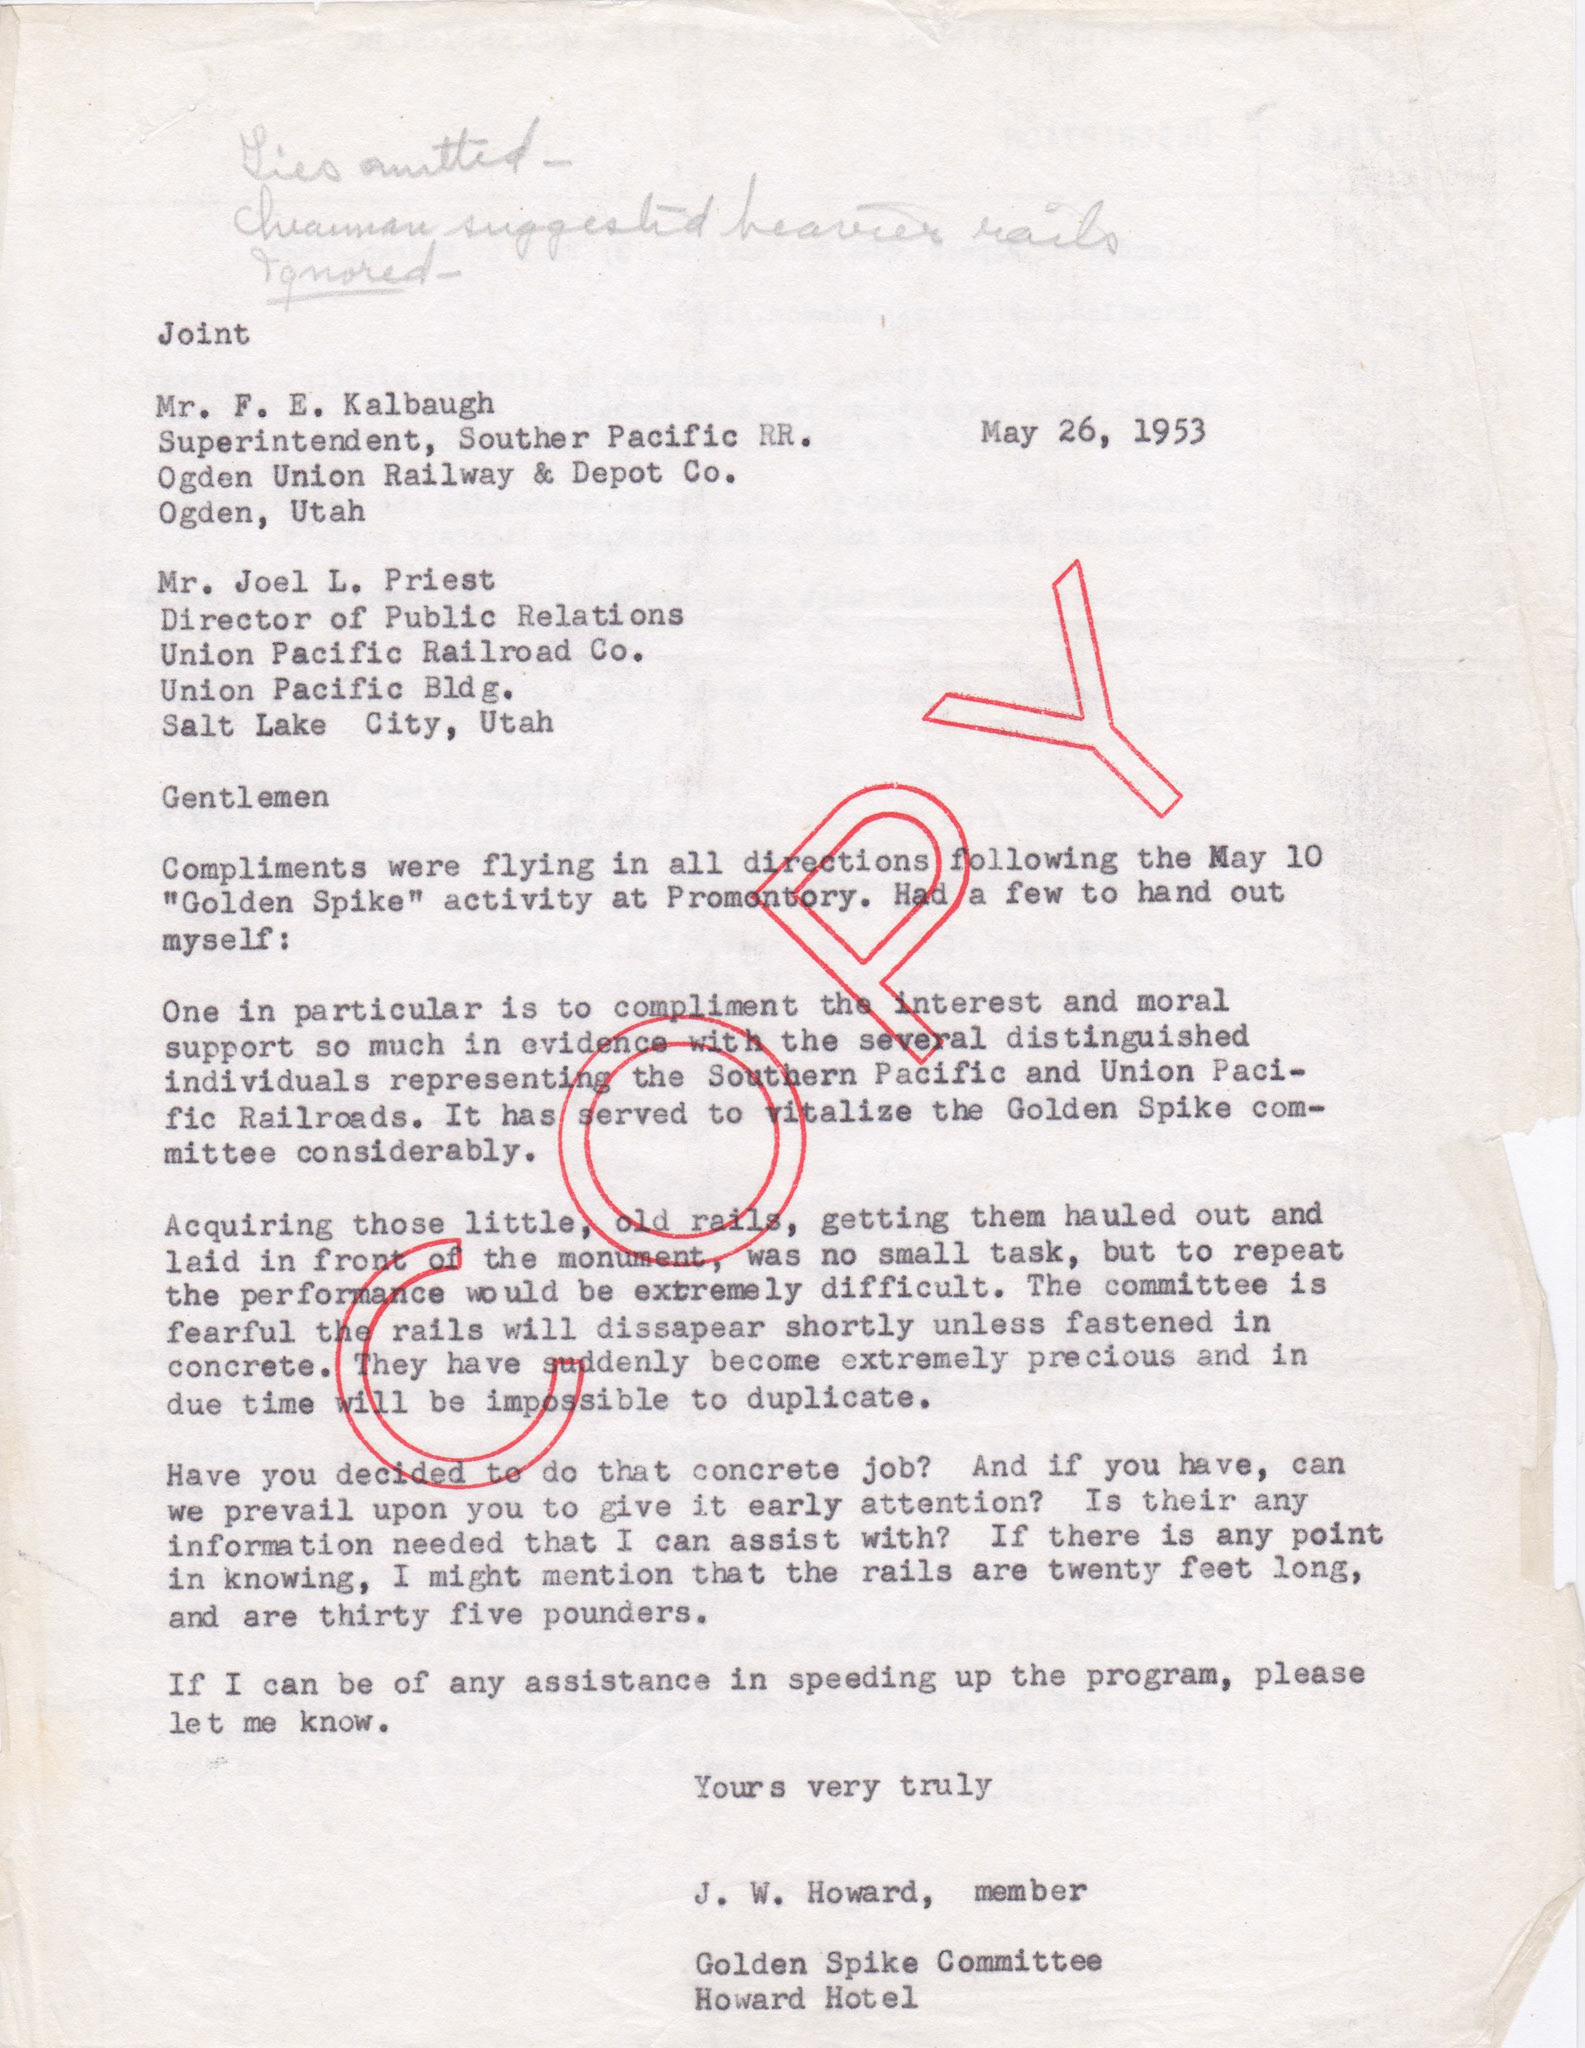 Ties omitted -
Chairman suggested heavier rails
ignored -
Joint
Mr. F. E. Kalbaugh
Superintendent, Souther Pacific RR. May 26, 1953
Ogden Union Railway & Depot Co.
Ogden, Utah
Mr. Joel L. Priest
Director of Public Relations
Union Pacific Railroad Co.
Union Pacific Bldg.
Salt Lake City, Utah
Gentlemen
Compliments were flying in all directions following the May 10
"Golden Spike" activity at Promontory. Had a few to hand out
myself:
One in particular is to compliment the interest and moral
support so much in evidence with the several distinguished
individuals representing the Southern Pacific and Union Paci-
fic Railroads. It has served to vitalize the Golden Spike com-
mittee considerably.
Acquiring those little, old rails, getting them hauled out and
laid in front of the monument, was no small task, but to repeat
the performance would be extremely difficult. The committee is
fearful the rails will dissapear shortly unless fastened in
concrete. They have suddenly become extremely precious and in
due time will be impossible to duplicate.
Have you decided to do that concrete job? And if you have, can
we prevail upon you to give it early attention? Is their any
information needed that I can assist with? If there is any point
in knowing, I might mention that the rails are twenty feet long,
and are thirty five pounders.
If I can be of any assistance in speeding up the program, please
let me know.
Yours very truly
J. W. Howard, member
Golden Spike Committee
Howard Hotel
COPY